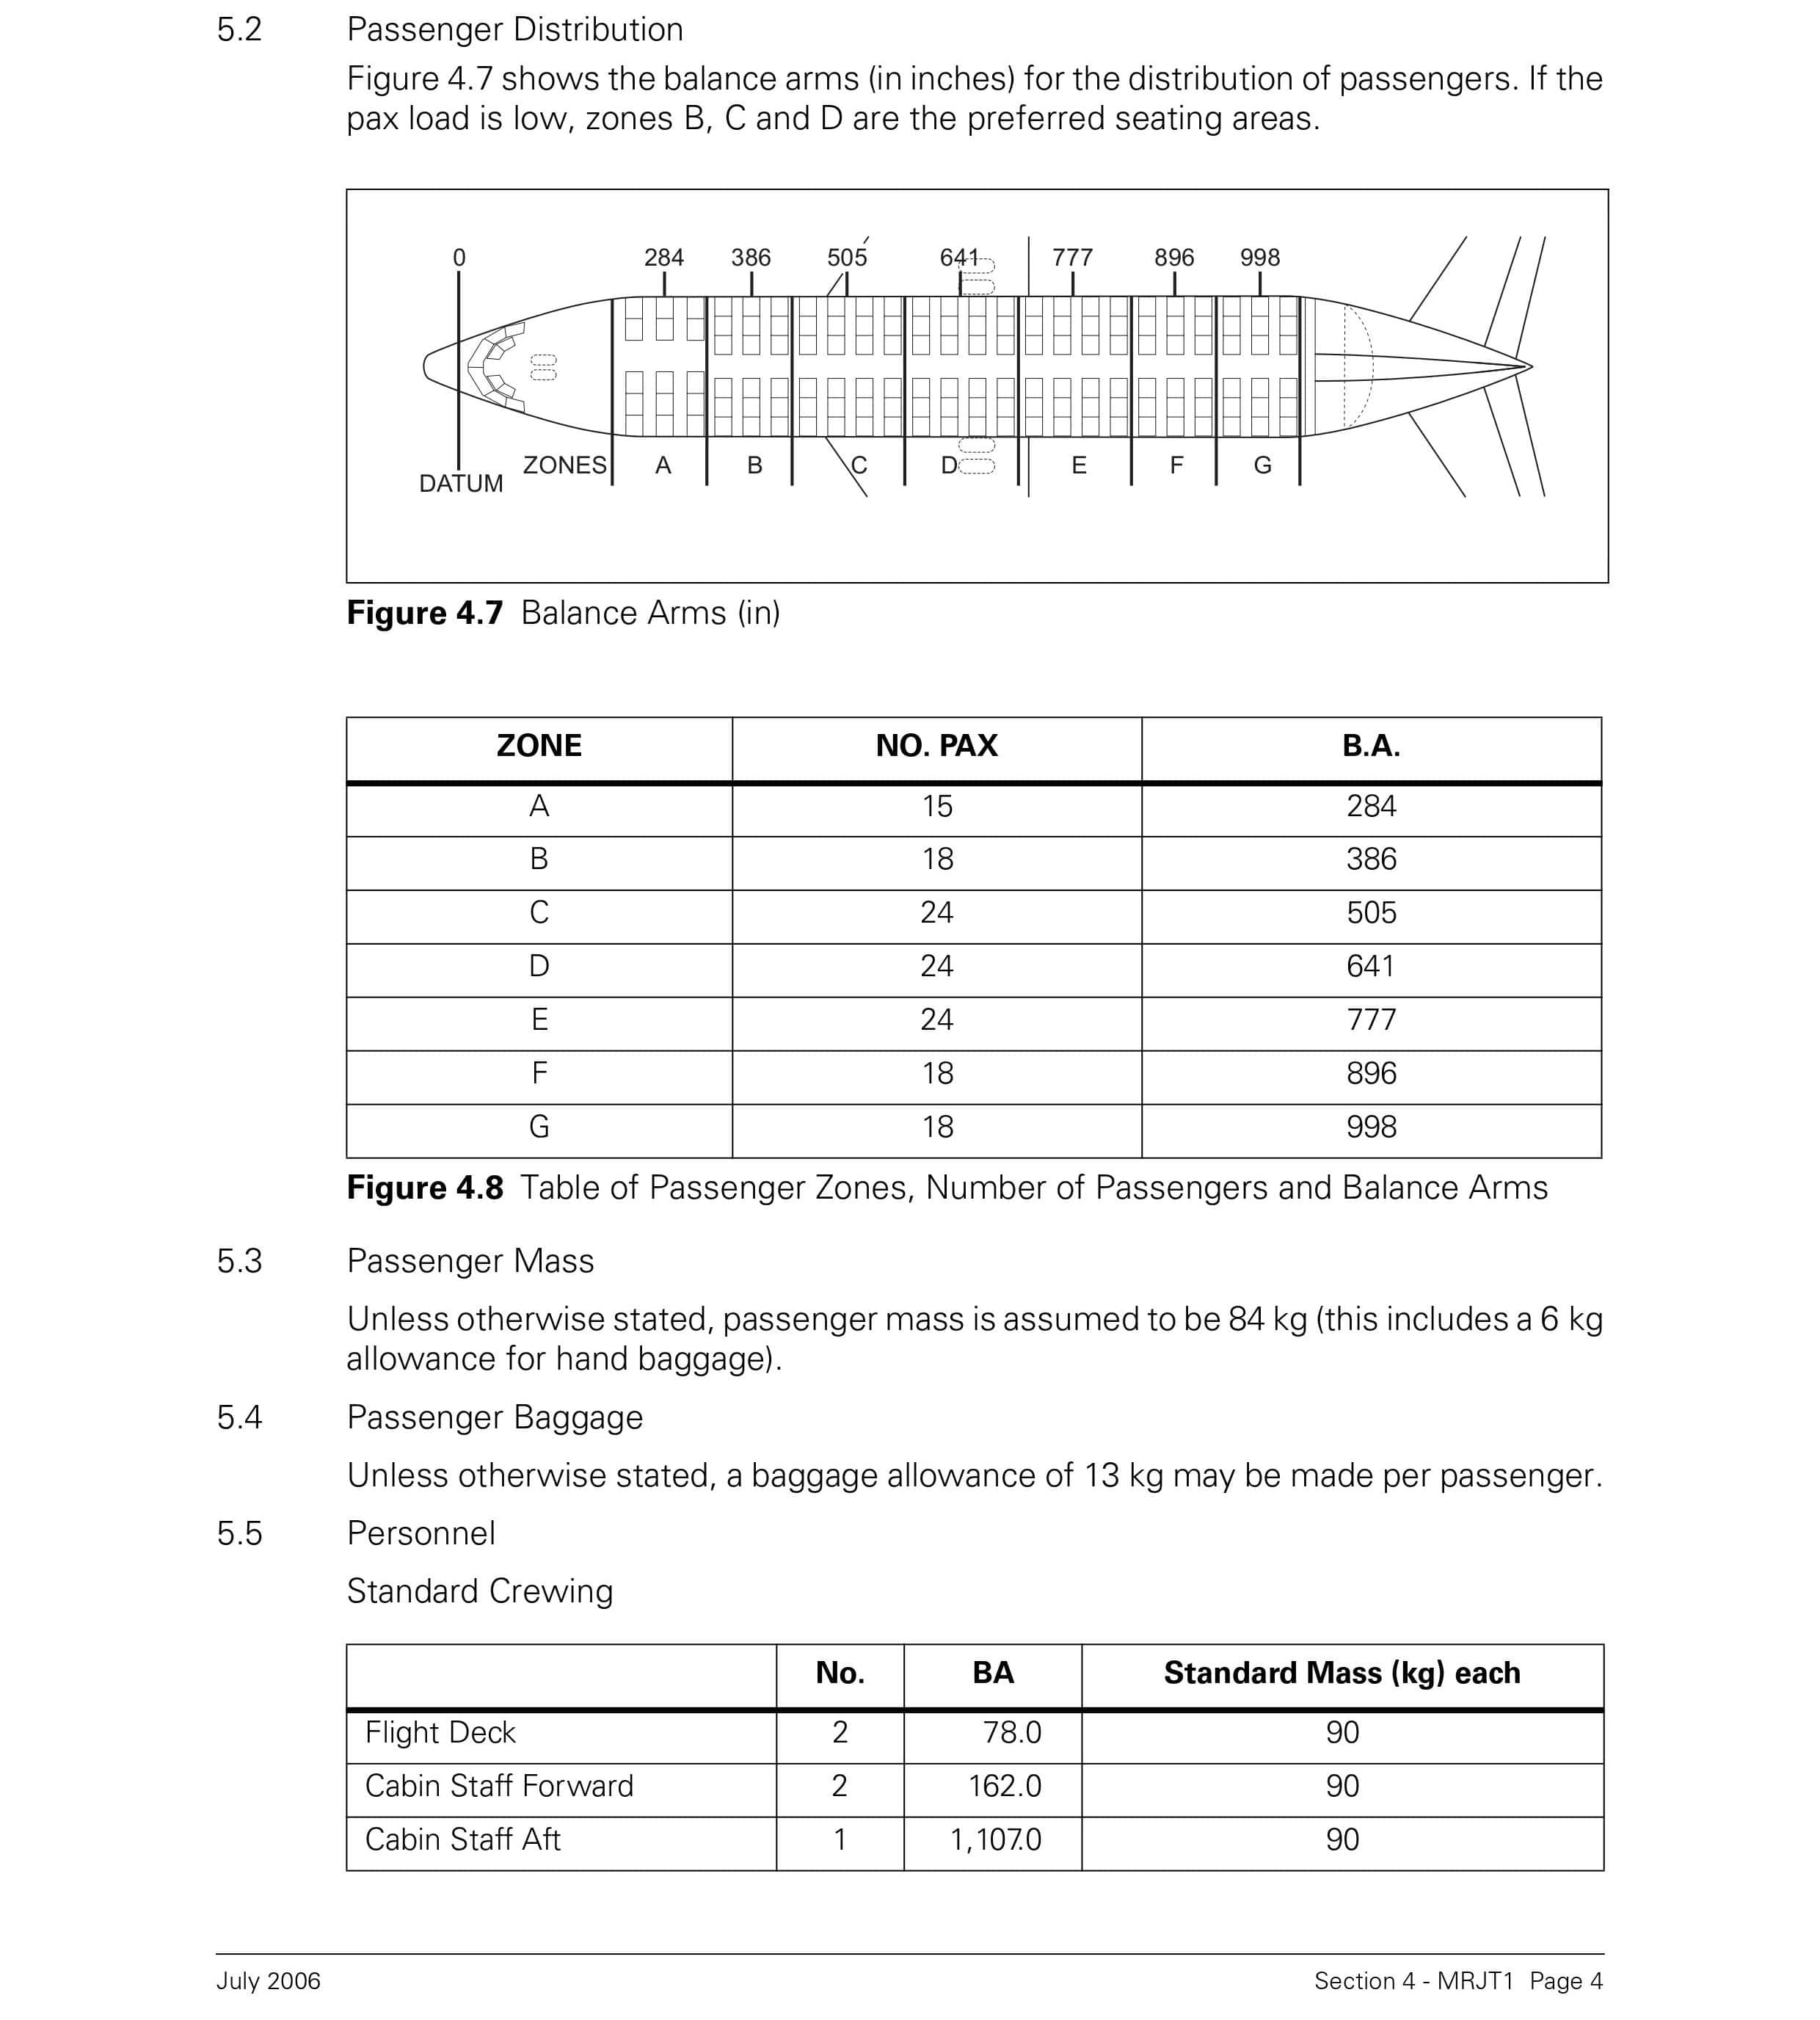 5.2 Passenger Distribution
Figure 4.7 shows the balance arms (in inches) for the distribution of passengers. If the
pax load is low, zones B, C and D are the preferred seating areas.
0 284 386 505 641 777 896 998
ZONES A B C D E F G
DATUM
Figure 4.7 Balance Arms (in)
ZONE NO. PAX B.A.
A 15 284
B 18 386
C 24 505
D 24 641
E 24 777
F 18 896
G 18 998
Figure 4.8 Table of Passenger Zones, Number of Passengers and Balance Arms
5.3 Passenger Mass
Unless otherwise stated, passenger mass is assumed to be 84 kg (this includes a 6 kg
allowance for hand baggage).
5.4 Passenger Baggage
Unless otherwise stated, a baggage allowance of 13 kg may be made per passenger.
5.5 Personnel
Standard Crewing
No. BA Standard Mass (kg) each
Flight Deck 2 78.0 90
Cabin Staff Forward 2 162.0 90
Cabin Staff Aft 1 1,107.0 90
July 2006 Section 4 - MRJT1 Page 4